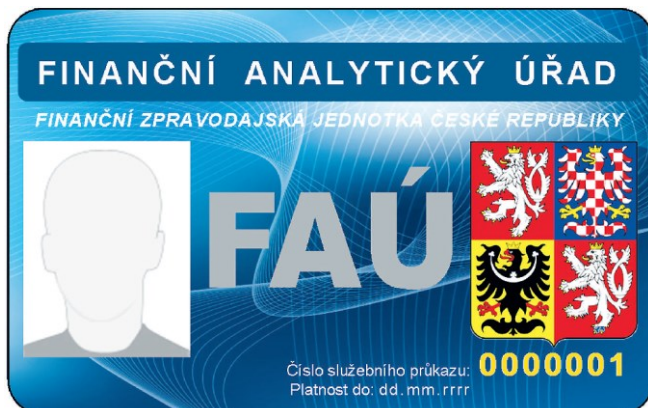 FINANČNÍ ANALYTICKÝ ÚŘAD
FINANČNÍ ZPRAVODAJSKÁ JEDNOTKA ČESKÉ REPUBLIKY
FAÚ
Číslo služebního průkazu: 0000001
Platnost do: dd.mm.rrrr